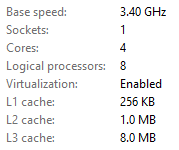 Base speed: 3.40 GHz
Sockets: 1
Cores: 4
Logical processors: 8
Virtualization: Enabled
L1 cache: 256 KB
L2 cache: 1.0 MB
L3 cache: 8.0 MB